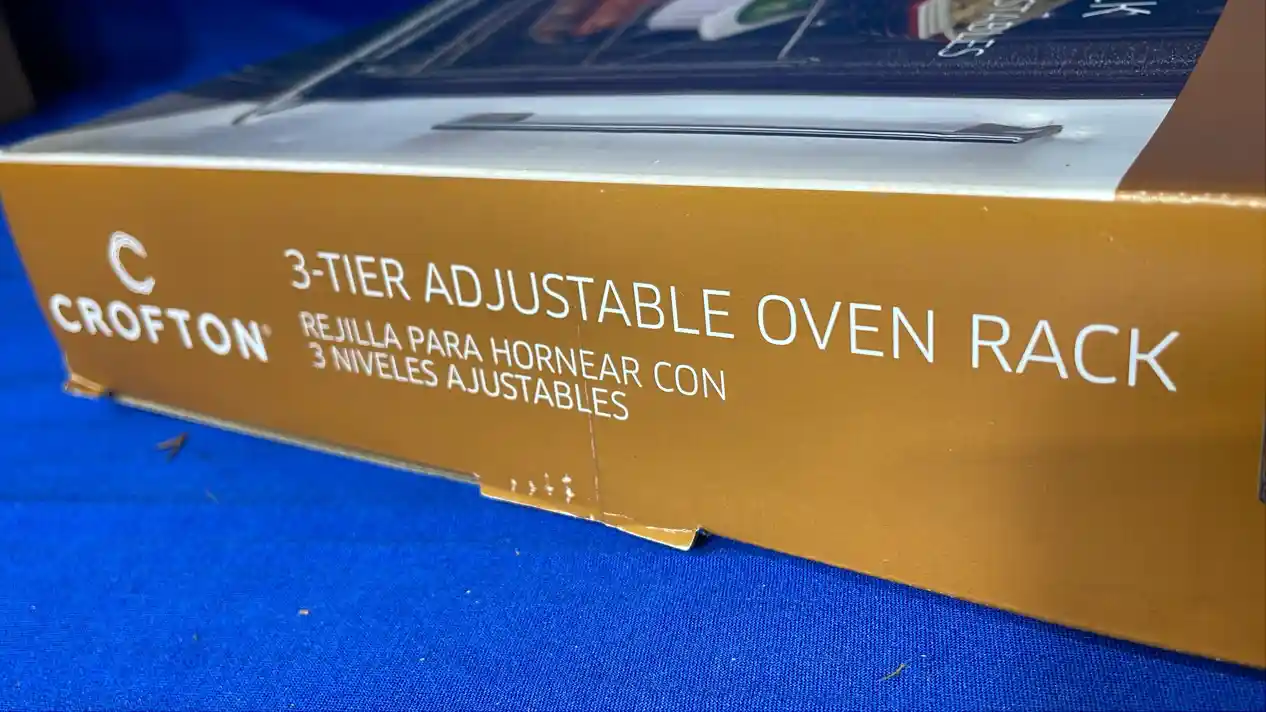 C
CROFTON®
3-TIER ADJUSTABLE OVEN RACK
REJILLA PARA HORNEAR CON
3 NIVELES AJUSTABLES